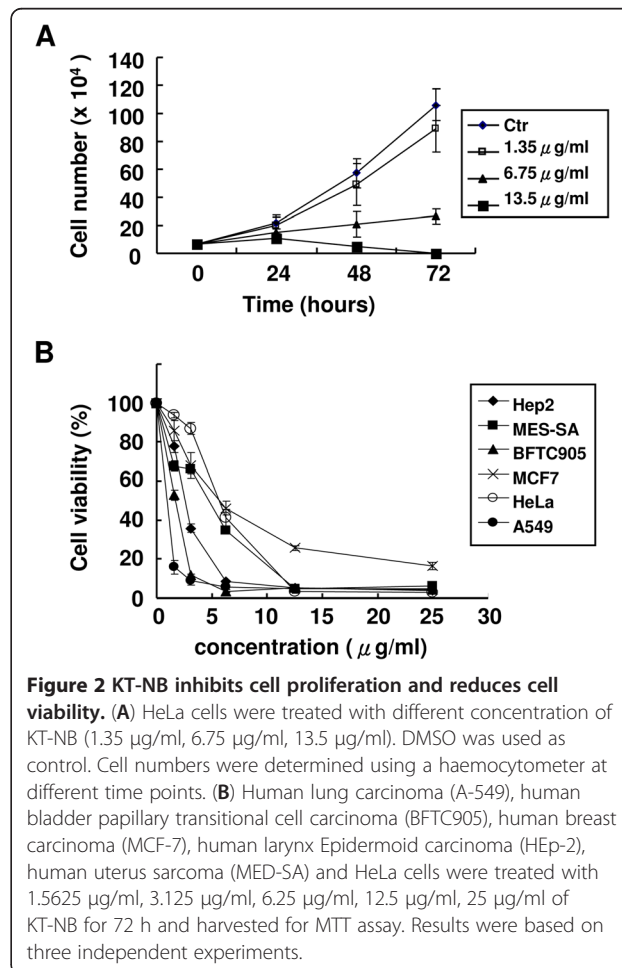 A
140
120
100
80
60
40
20
0
Cell number (x 10⁴)
0 24 48 72
Time (hours)
Ctr
1.35 μg/ml
6.75 μg/ml
13.5 μg/ml
B
100
80
60
40
20
0
Cell viability (%)
0 5 10 15 20 25 30
concentration ( μg/ml)
Hep2
MES-SA
BFTC905
MCF7
HeLa
A549
Figure 2 KT-NB inhibits cell proliferation and reduces cell
viability. (A) HeLa cells were treated with different concentration of
KT-NB (1.35 μg/ml, 6.75 μg/ml, 13.5 μg/ml). DMSO was used as
control. Cell numbers were determined using a haemocytometer at
different time points. (B) Human lung carcinoma (A-549), human
bladder papillary transitional cell carcinoma (BFTC905), human breast
carcinoma (MCF-7), human larynx Epidermoid carcinoma (HEp-2),
human uterus sarcoma (MED-SA) and HeLa cells were treated with
1.5625 μg/ml, 3.125 μg/ml, 6.25 μg/ml, 12.5 μg/ml, 25 μg/ml of
KT-NB for 72 h and harvested for MTT assay. Results were based on
three independent experiments.